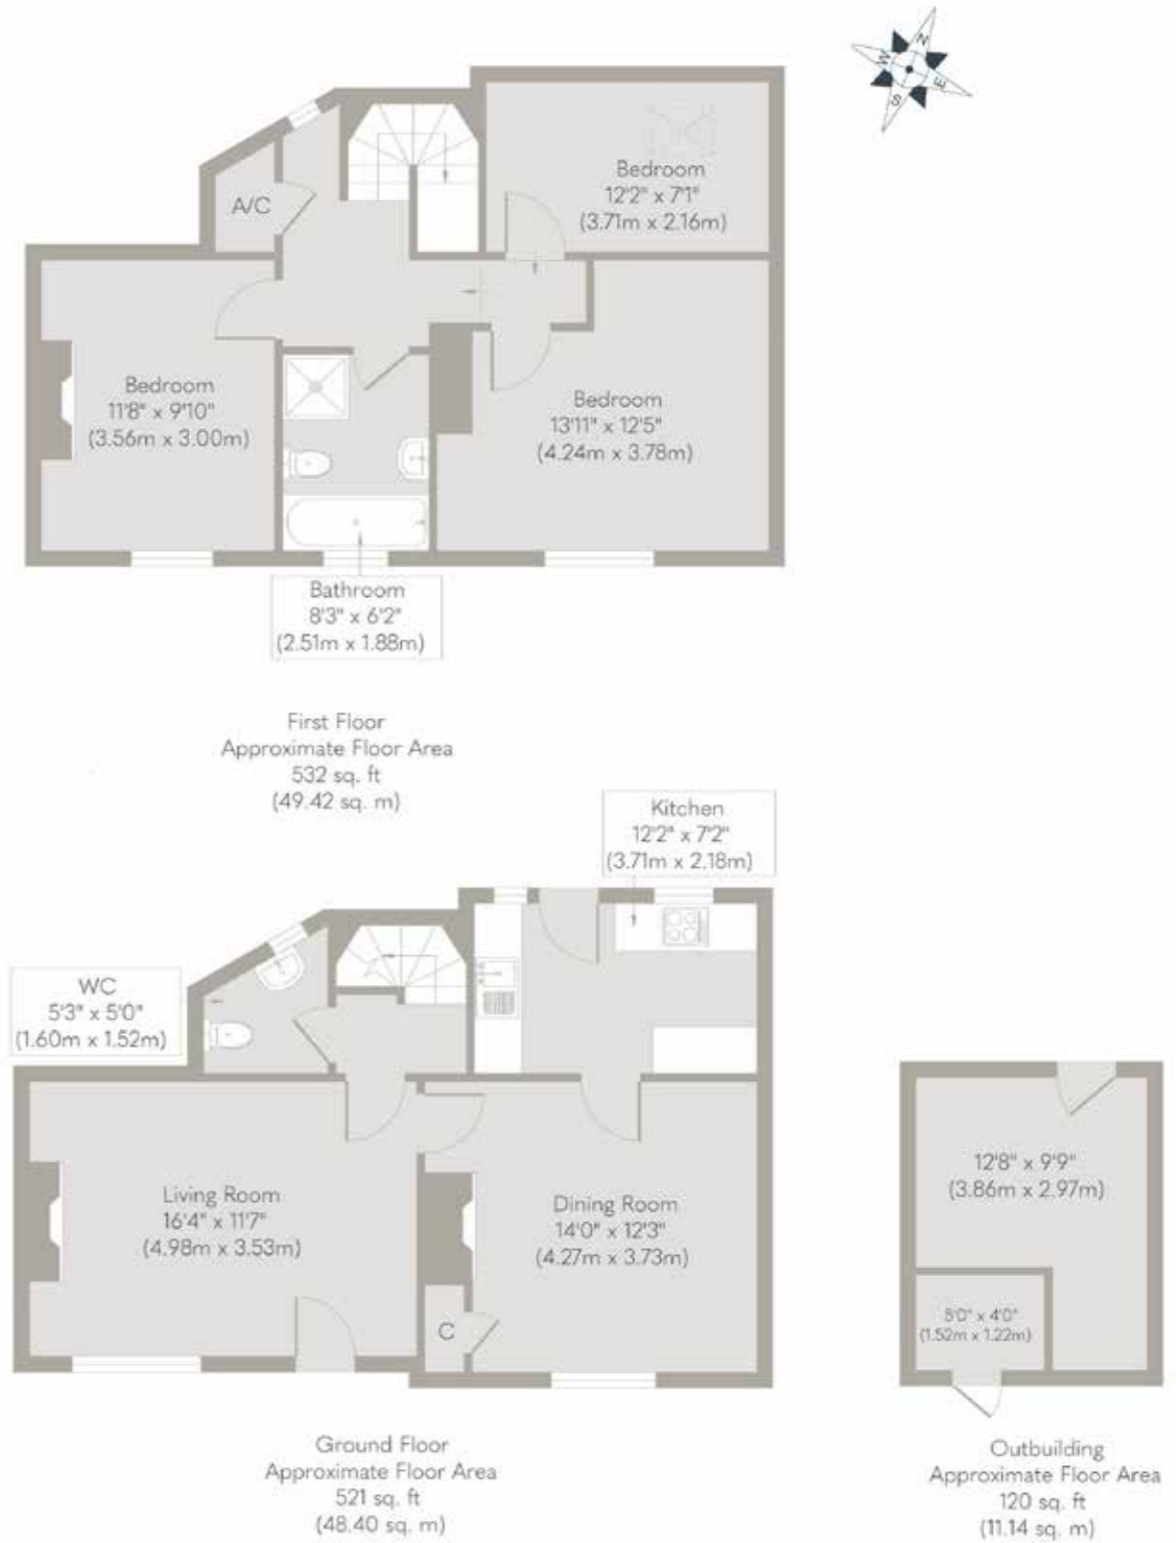 N
W
E
S
A/C
Bedroom
12'2" x 7'1"
(3.71m x 2.16m)
Bedroom
11'8" x 9'10"
(3.56m x 3.00m)
Bedroom
13'11" x 12'5"
(4.24m x 3.78m)
Bathroom
8'3" x 6'2"
(2.51m x 1.88m)
First Floor
Approximate Floor Area
532 sq. ft
(49.42 sq. m)
Kitchen
12'2" x 7'2"
(3.71m x 2.18m)
WC
5'3" x 5'0"
(1.60m x 1.52m)
Living Room
16'4" x 11'7"
(4.98m x 3.53m)
Dining Room
14'0" x 12'3"
(4.27m x 3.73m)
C
12'8" x 9'9"
(3.86m x 2.97m)
5'0" x 4'0"
(1.52m x 1.22m)
Ground Floor
Approximate Floor Area
521 sq. ft
(48.40 sq. m)
Outbuilding
Approximate Floor Area
120 sq. ft
(11.14 sq. m)